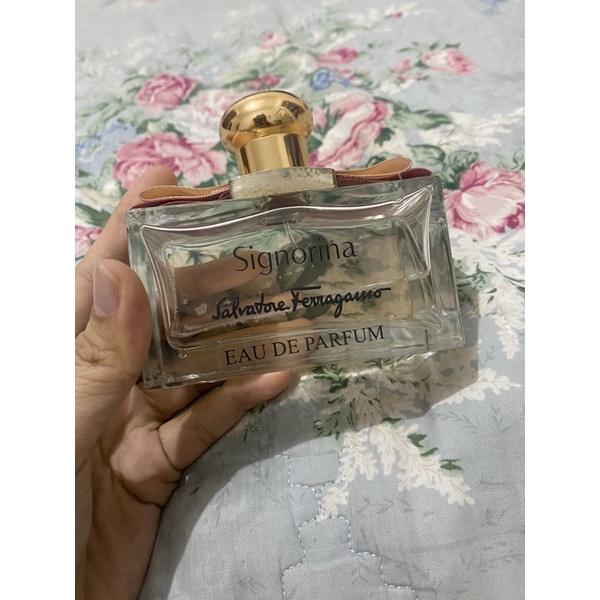 Signorina
Salvatore Ferragamo
EAU DE PARFUM